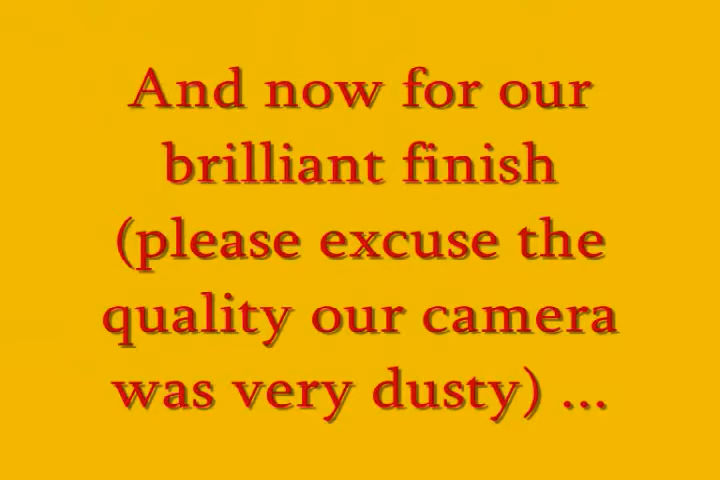 And now for our
brilliant finish
(please excuse the
quality our camera
was very dusty) ...